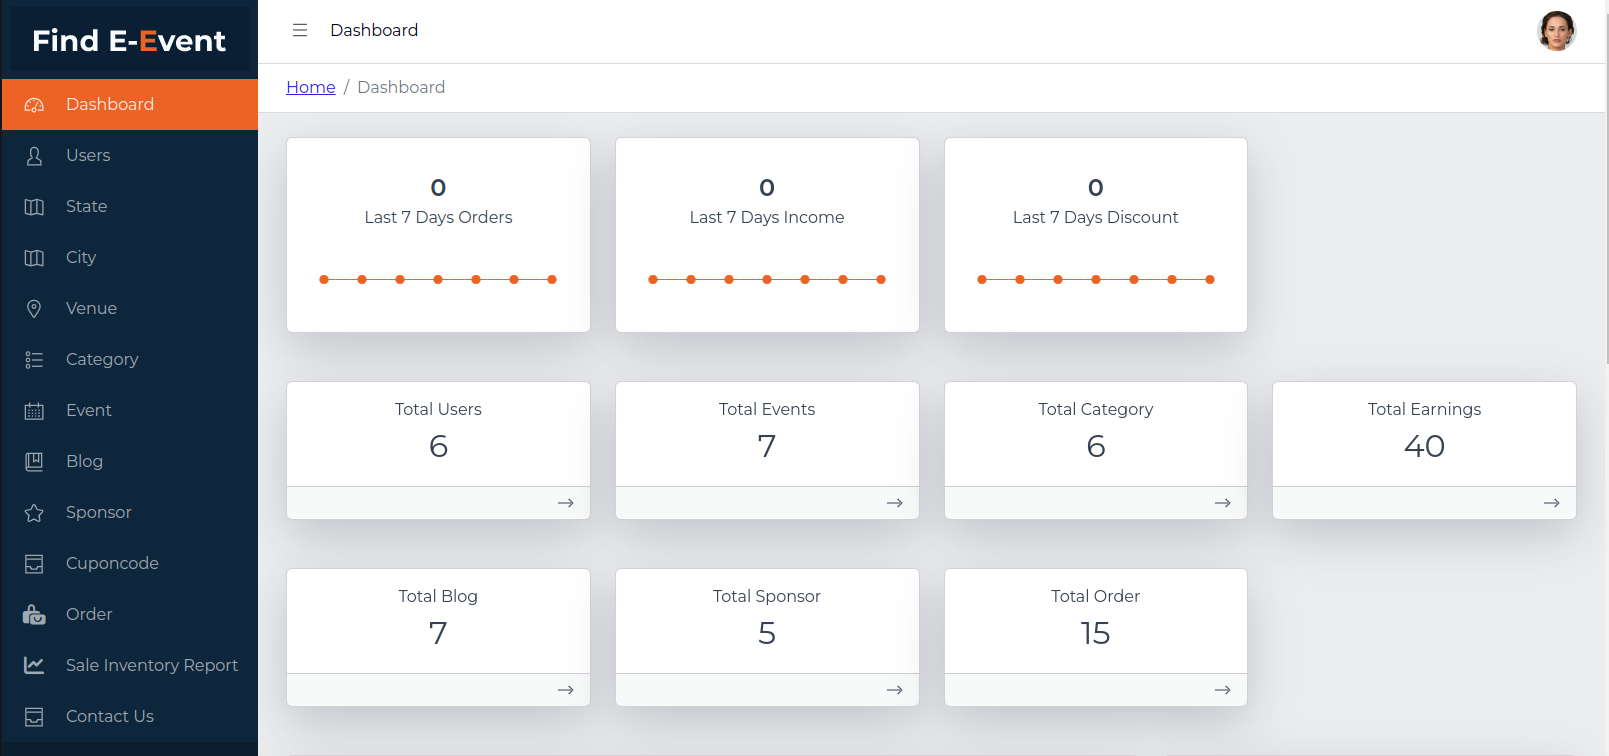 Find E-Event
Dashboard
Users
State
City
Venue
Category
Event
Blog
Sponsor
Cuponcode
Order
Sale Inventory Report
Contact Us
Dashboard
Home / Dashboard
0
Last 7 Days Orders
0
Last 7 Days Income
0
Last 7 Days Discount
Total Users
6
Total Events
7
Total Category
6
Total Earnings
40
Total Blog
7
Total Sponsor
5
Total Order
15